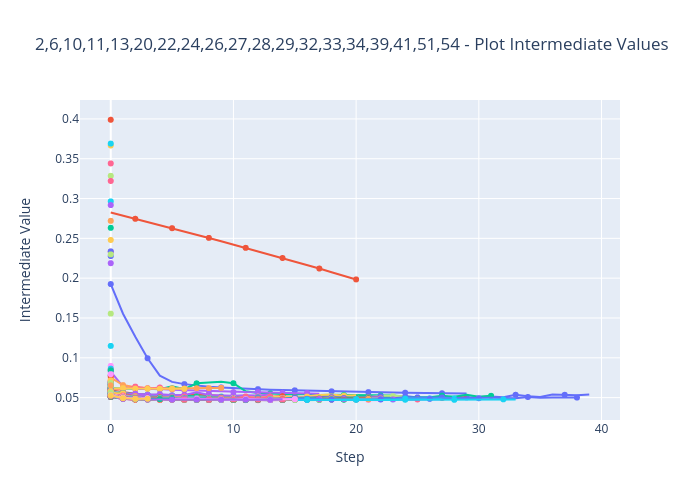 2,6,10,11,13,20,22,24,26,27,28,29,32,33,34,39,41,51,54 - Plot Intermediate Values
0.4
0.35
0.3
0.25
0.2
0.15
0.1
0.05
Intermediate Value
0 10 20 30 40
Step